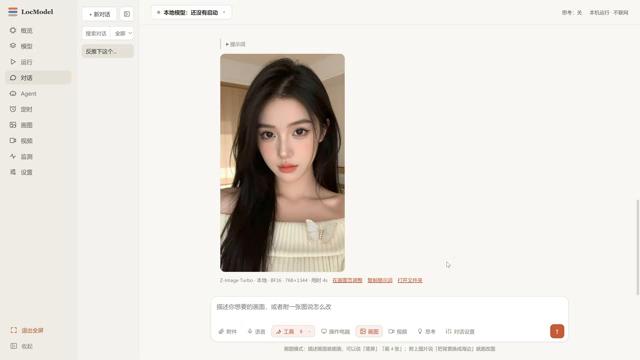 LocModel
概览
模型
运行
对话
Agent
定时
画图
视频
监测
设置
退出全屏
收起
+ 新对话
搜索对话 全部
反推下这个...
本地模型：还没有启动
思考：关 本机运行 · 不联网
提示词
Z-Image-Turbo · 本地 · BF16 · 768×1344 · 用时 4s 在画图页调整 复制提示词 打开文件夹
描述你想要的画面，或者附一张图说怎么改
附件 语音 工具 操作电脑 画图 视频 思考 对话设置